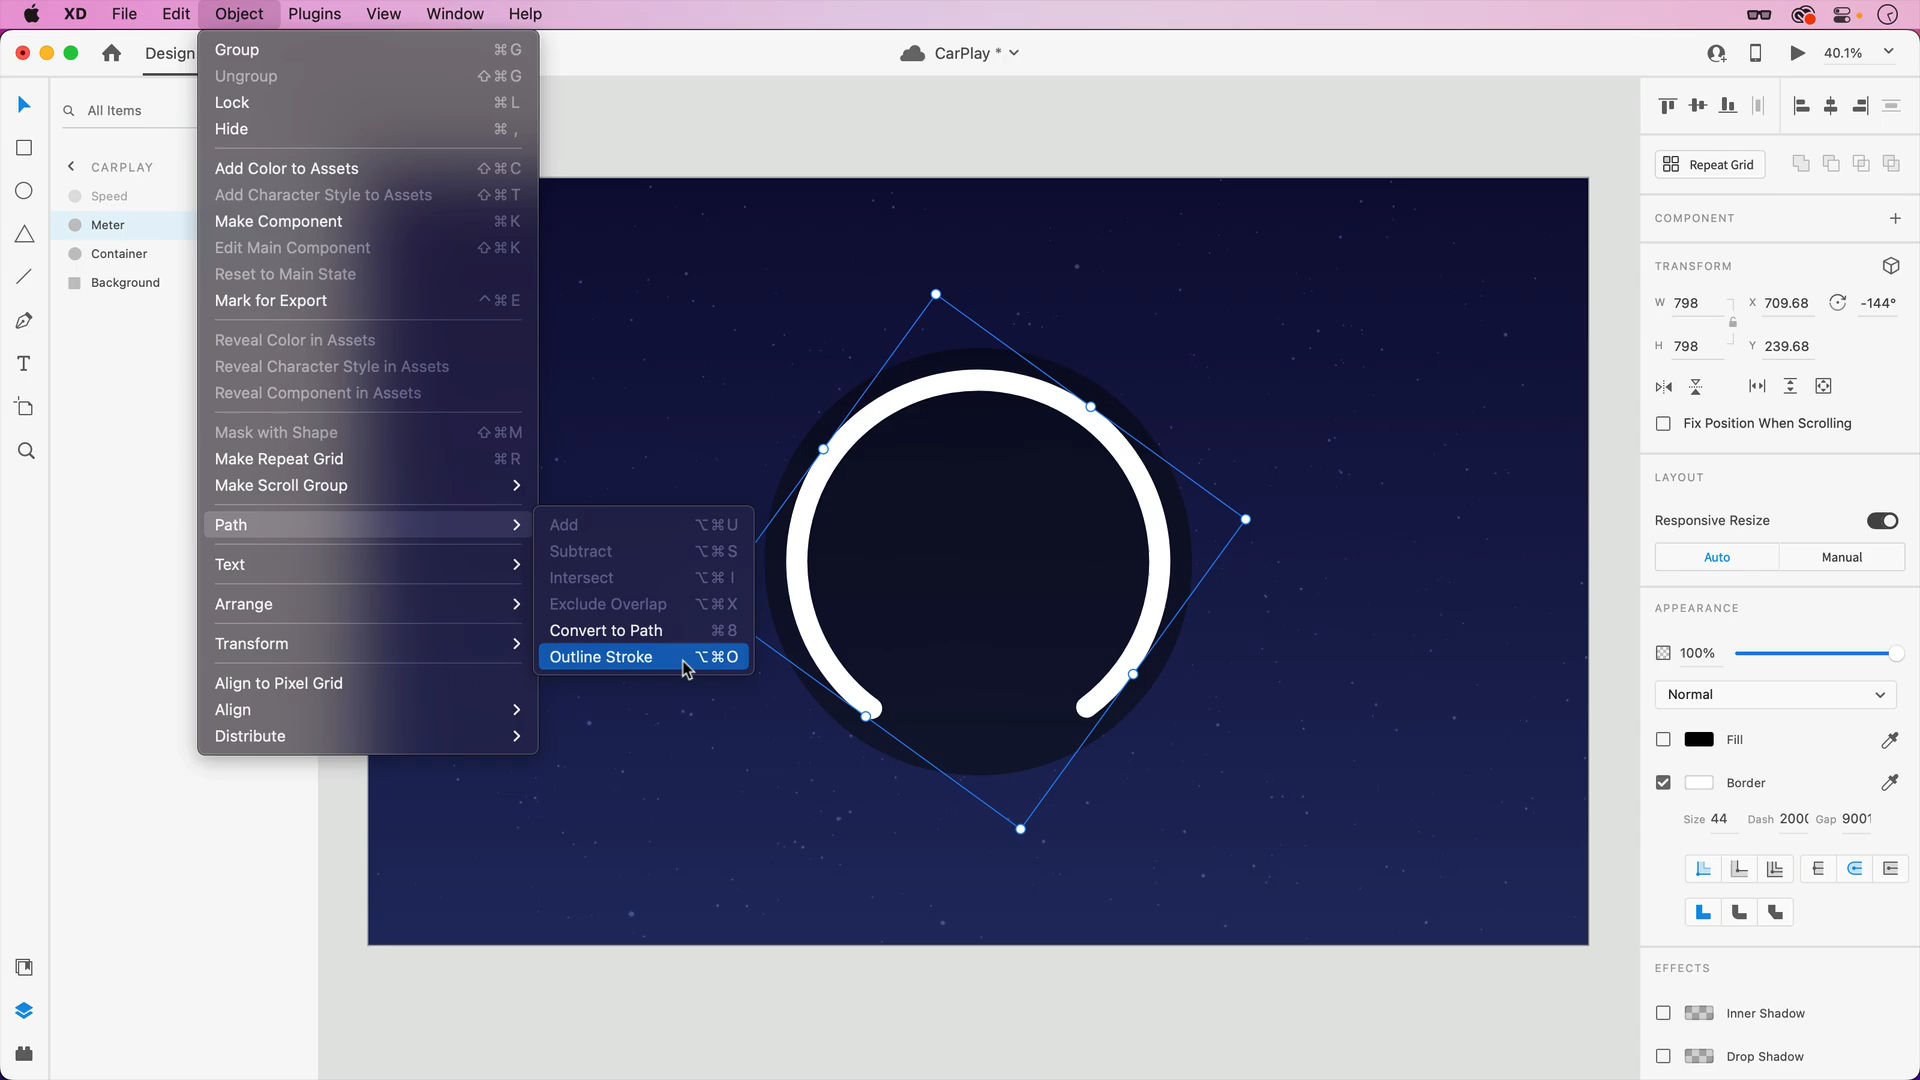 XD File Edit Object Plugins View Window Help
Design
CarPlay *
40.1%
All Items
CARPLAY
Speed
Meter
Container
Background
Group ⌘G
Ungroup ⇧⌘G
Lock ⌘L
Hide ⌘,
Add Color to Assets ⇧⌘C
Add Character Style to Assets ⇧⌘T
Make Component ⌘K
Edit Main Component ⇧⌘K
Reset to Main State
Mark for Export ^⌘E
Reveal Color in Assets
Reveal Character Style in Assets
Reveal Component in Assets
Mask with Shape ⇧⌘M
Make Repeat Grid ⌘R
Make Scroll Group
Path
Text
Arrange
Transform
Align to Pixel Grid
Align
Distribute
Add ⌥⌘U
Subtract ⌥⌘S
Intersect ⌥⌘I
Exclude Overlap ⌥⌘X
Convert to Path ⌘8
Outline Stroke ⌥⌘O
Repeat Grid
COMPONENT
TRANSFORM
W 798 X 709.68 -144°
H 798 Y 239.68
Fix Position When Scrolling
LAYOUT
Responsive Resize
Auto Manual
APPEARANCE
100%
Normal
Fill
Border
Size 44 Dash 2000 Gap 9001
EFFECTS
Inner Shadow
Drop Shadow